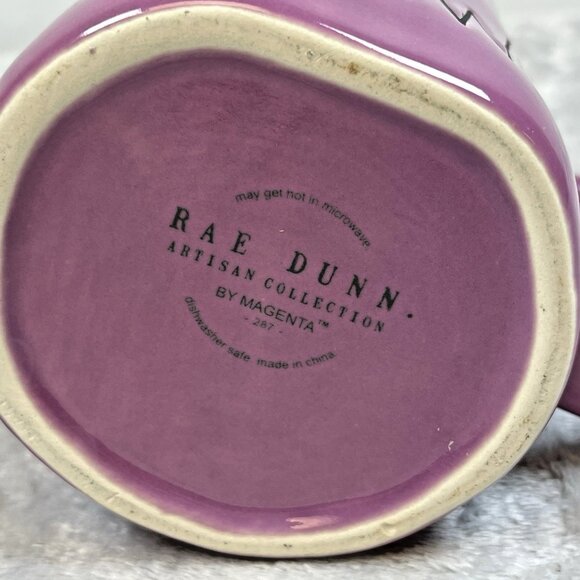 may get hot in microwave.
RAE DUNN.
ARTISAN COLLECTION
BY MAGENTA™
- 287 -
dishwasher safe. made in china.